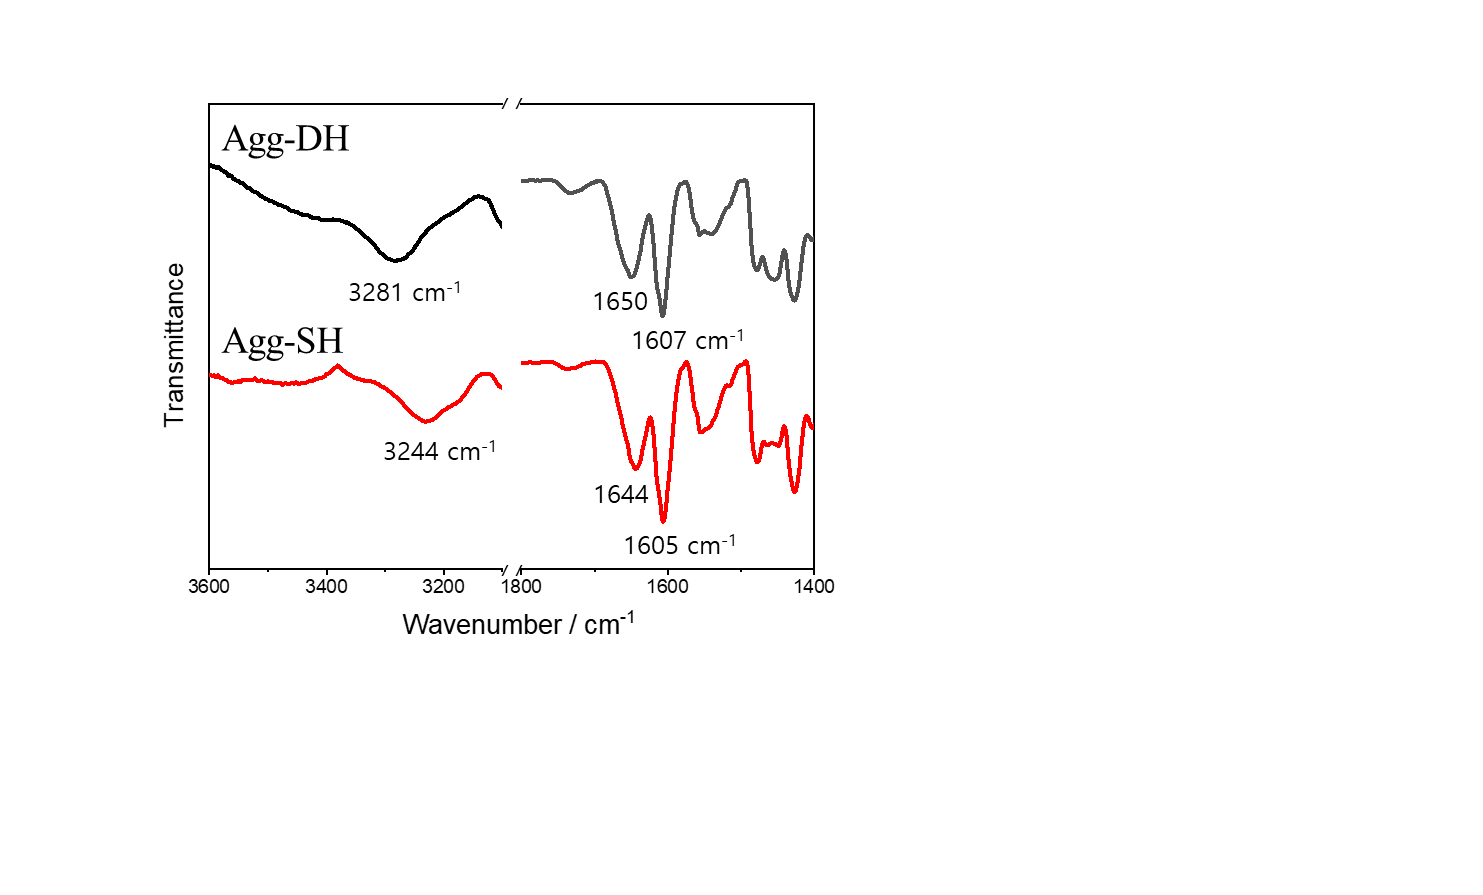 Agg-DH
3281 cm⁻¹
1650
1607 cm⁻¹
Agg-SH
3244 cm⁻¹
1644
1605 cm⁻¹
Transmittance
3600 3400 3200 1800 1600 1400
Wavenumber / cm⁻¹